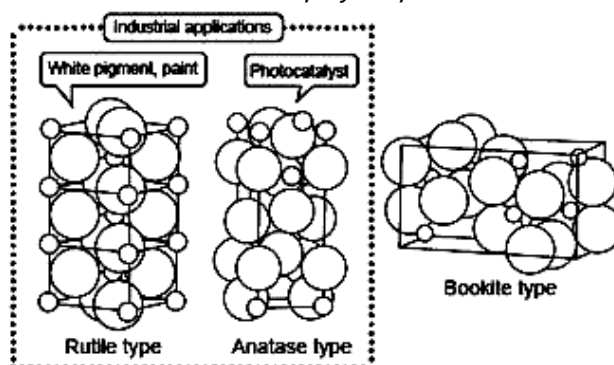 Industrial applications
White pigment, paint
Photocatalyst
Rutile type
Anatase type
Bookite type